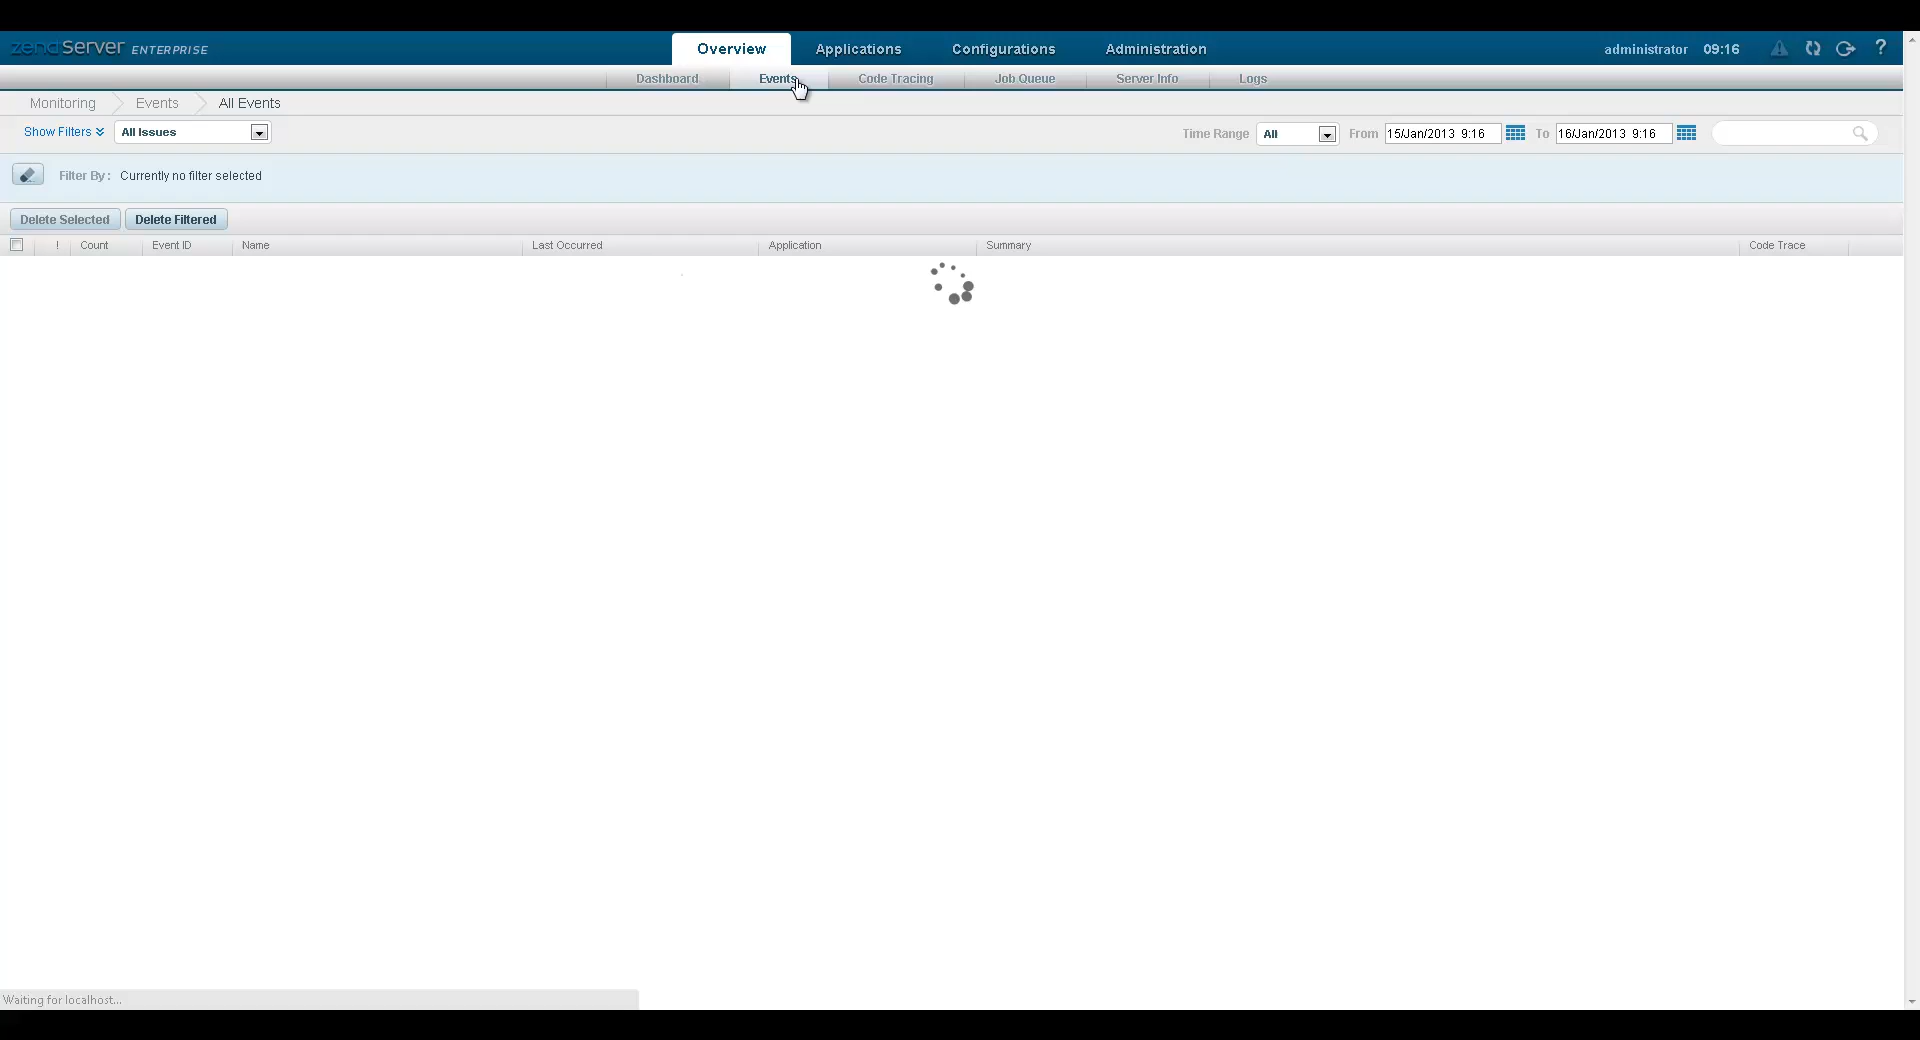 zendServer ENTERPRISE
Overview Applications Configurations Administration administrator 09:16 ?
Dashboard Events Code Tracing Job Queue Server Info Logs
Monitoring Events All Events
Show Filters All Issues Time Range All From 15/Jan/2013 9:16 To 16/Jan/2013 9:16
Filter By: Currently no filter selected
Delete Selected Delete Filtered
! Count Event ID Name Last Occurred Application Summary Code Trace
Waiting for localhost...